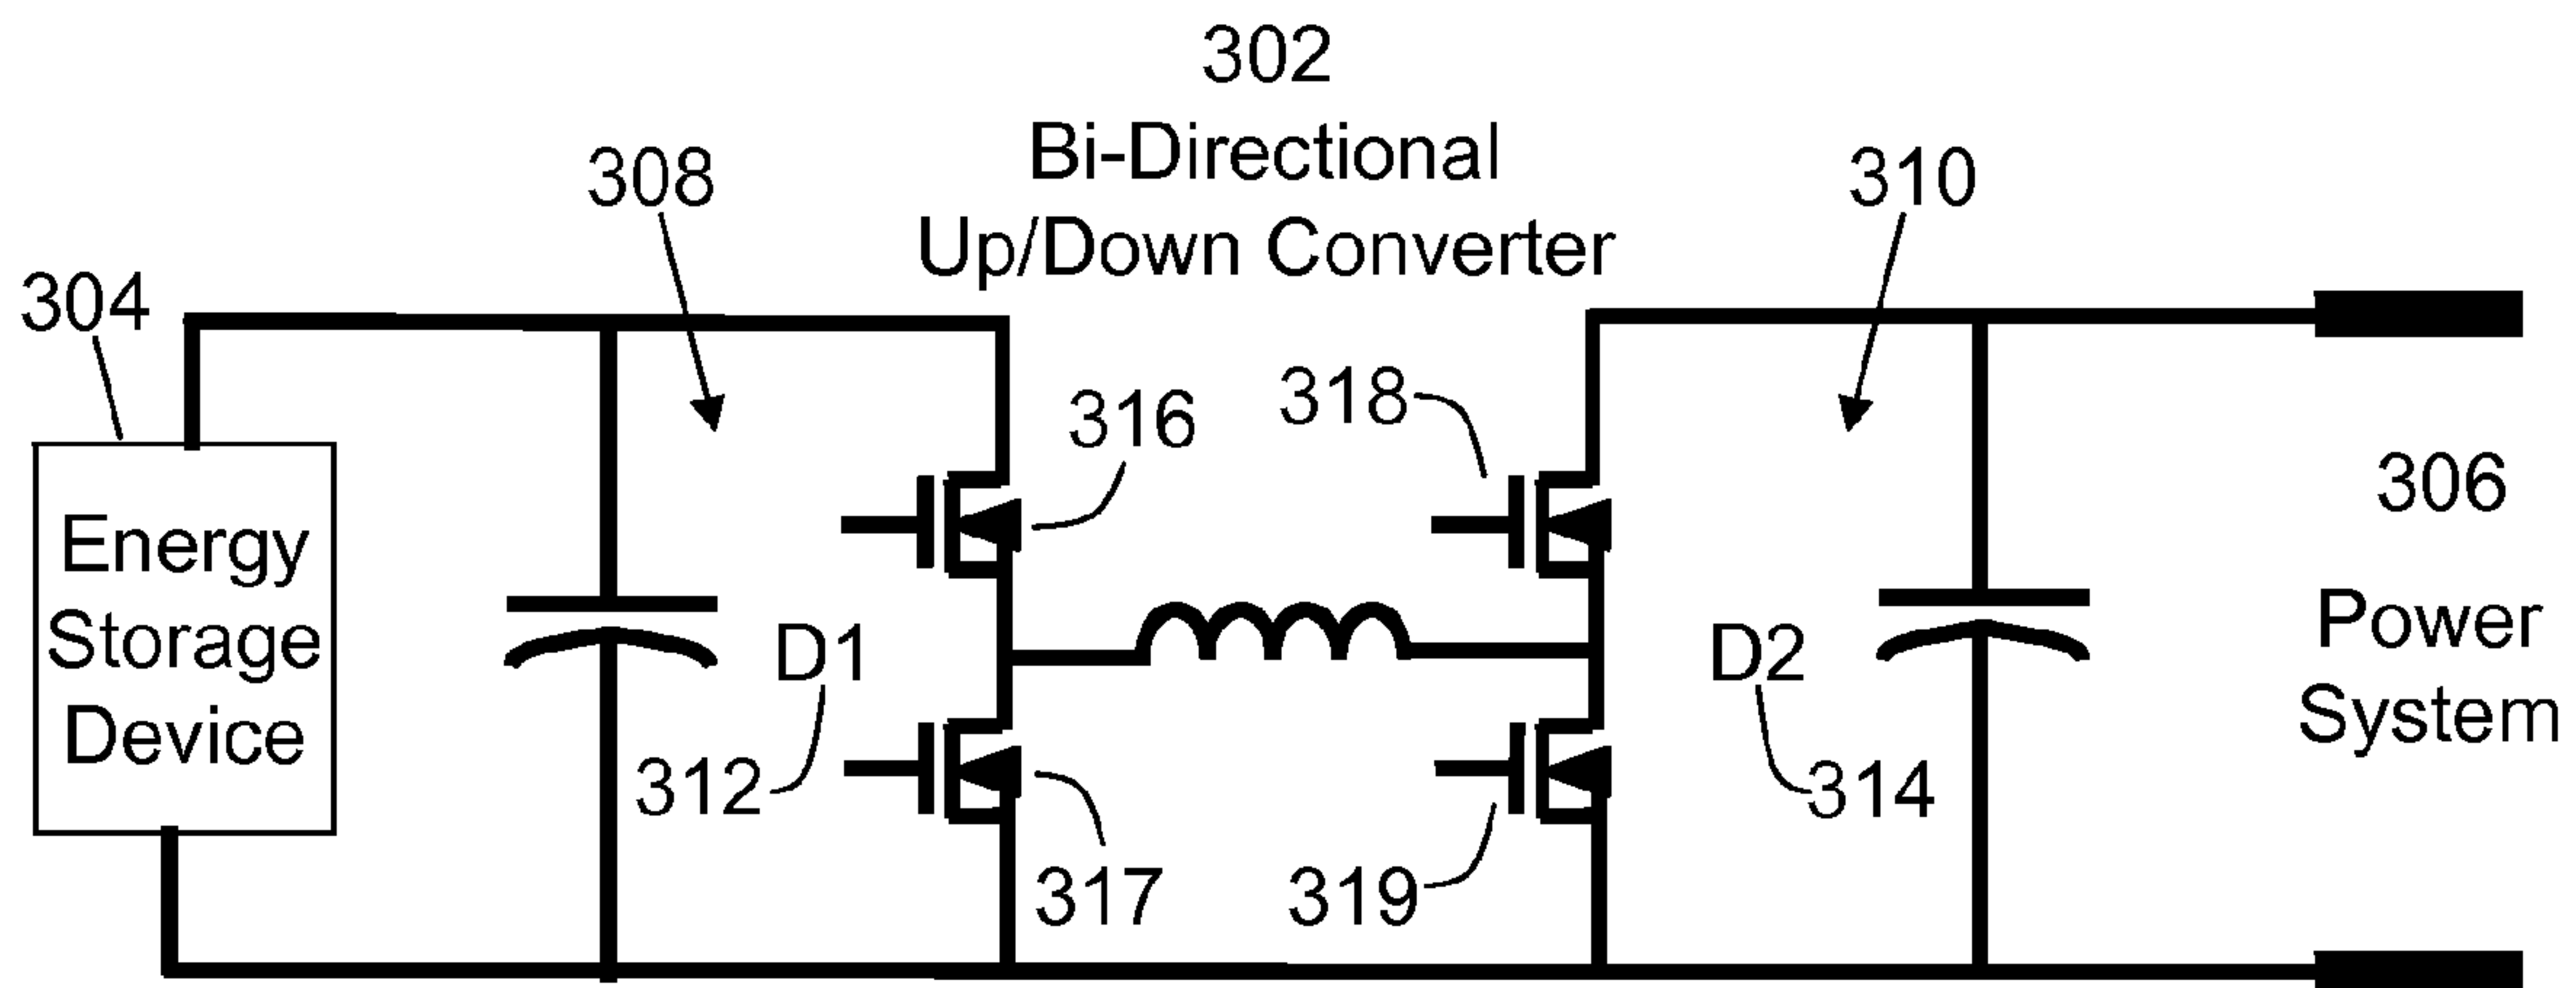 302
Bi-Directional
Up/Down Converter
308
310
304
316
318
306
Energy
Storage
Device
D1
D2
Power
System
312
314
317
319